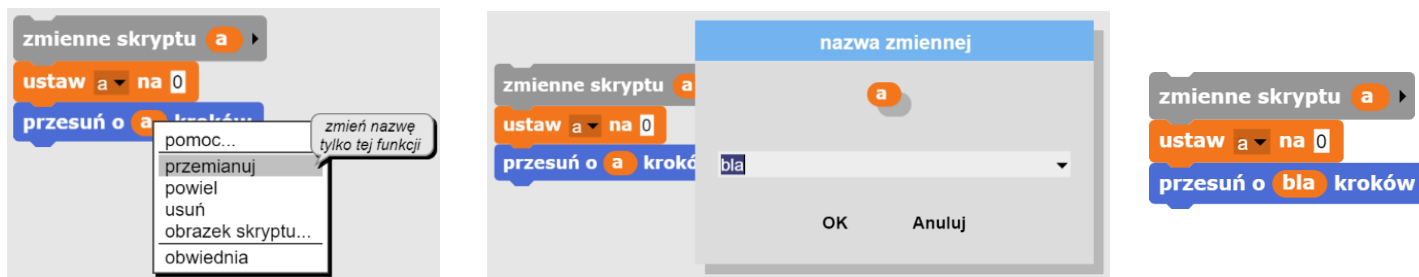 zmienne skryptu a
ustaw a na 0
przesuń o a kroków
pomoc...
przemianuj
powiel
usuń
obrazek skryptu...
obwiednia
zmień nazwę
tylko tej funkcji
zmienne skryptu a
ustaw a na 0
przesuń o a krokó
nazwa zmiennej
a
bla
OK Anuluj
zmienne skryptu a
ustaw a na 0
przesuń o bla kroków